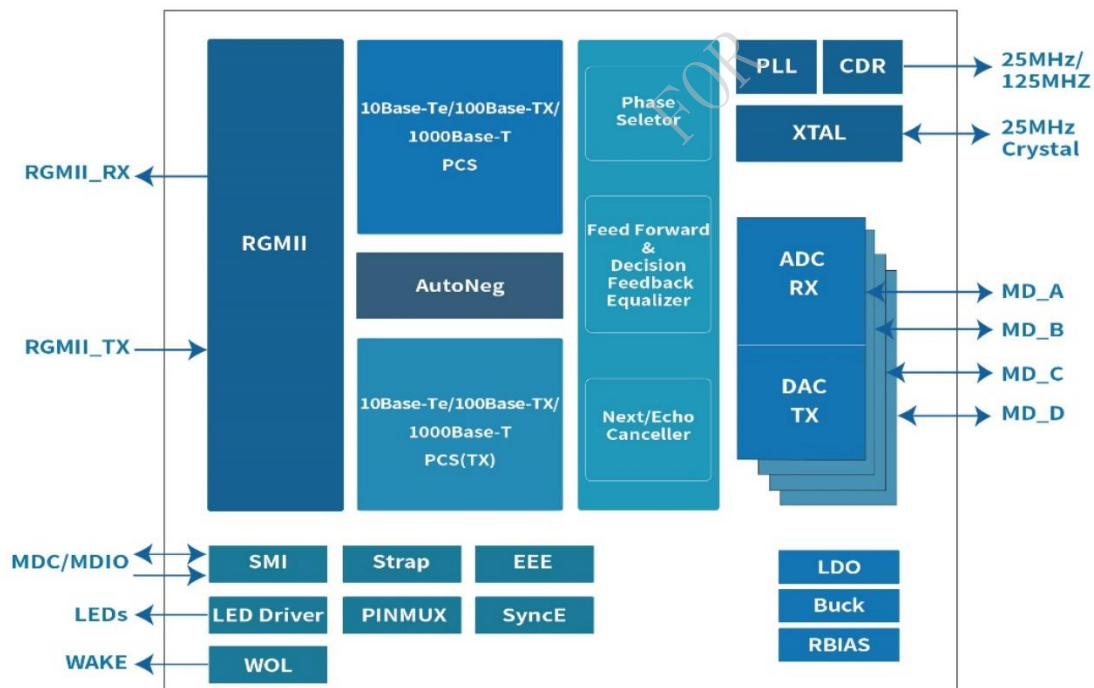 RGMII_RX
RGMII_TX
RGMII
10Base-Te/100Base-TX/
1000Base-T
PCS
AutoNeg
10Base-Te/100Base-TX/
1000Base-T
PCS(TX)
Phase
Seletor
Feed Forward
&
Decision
Feedback
Equalizer
Next/Echo
Canceller
FOR
PLL
CDR
25MHz/
125MHZ
XTAL
25MHz
Crystal
ADC
RX
DAC
TX
MD_A
MD_B
MD_C
MD_D
MDC/MDIO
SMI
Strap
EEE
LEDs
LED Driver
PINMUX
SyncE
WAKE
WOL
LDO
Buck
RBIAS